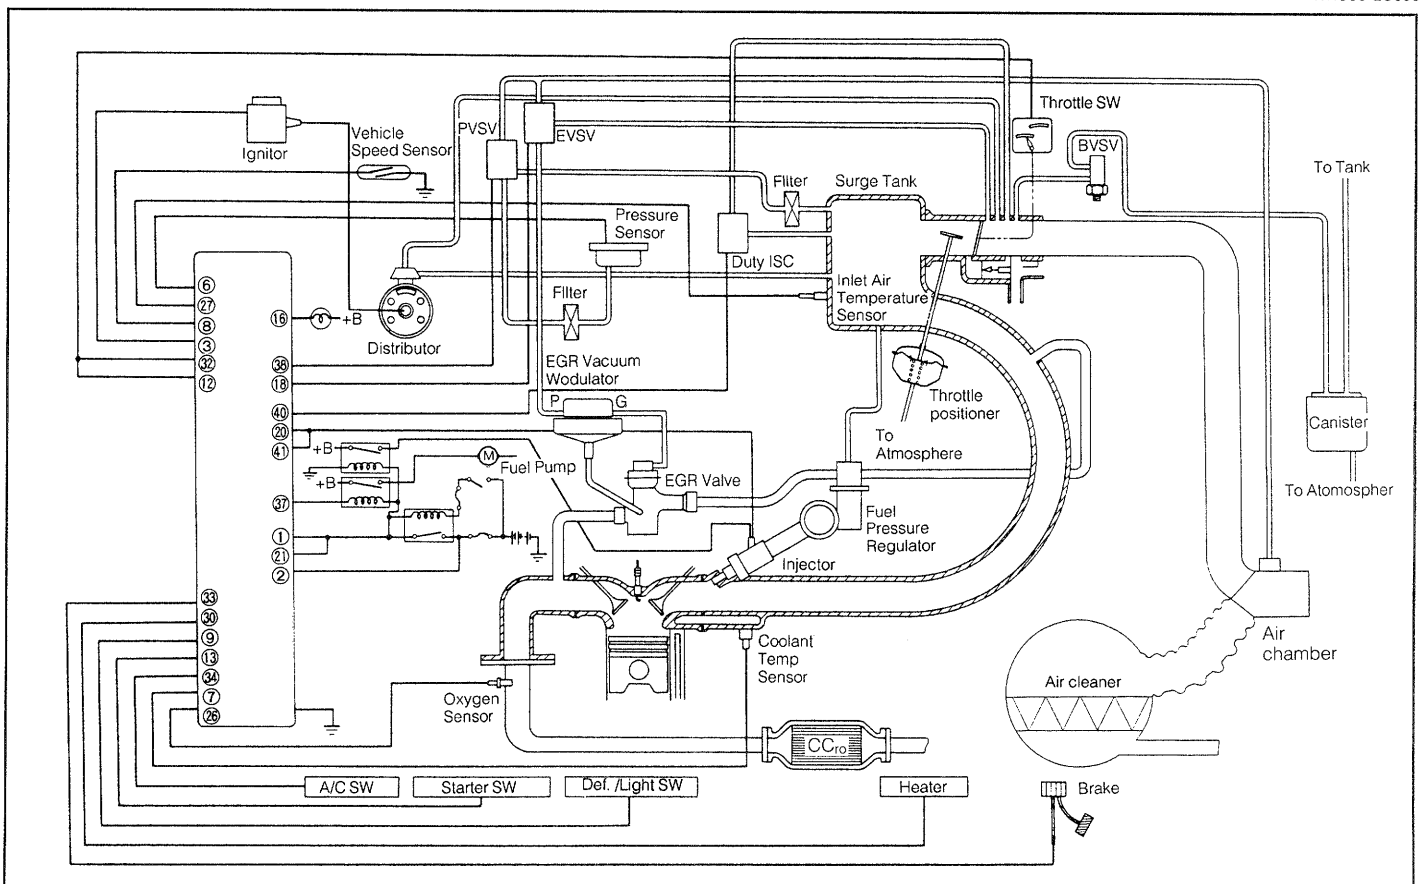 Throttle SW
PVSV
EVSV
BVSV
Ignitor
Vehicle
Speed Sensor
To Tank
Filter
Surge Tank
Pressure
Sensor
Duty ISC
Inlet Air
Temperature
Sensor
6
27
8
3
32
12
16
+B
Filter
Distributor
38
18
EGR Vacuum
Wodulator
P
G
Throttle
positioner
To
Atmosphere
Canister
40
20
41
+B
M
Fuel Pump
+B
EGR Valve
To Atomospher
37
Fuel
Pressure
Regulator
1
21
2
Injector
33
30
9
13
34
7
26
Coolant
Temp
Sensor
Air
chamber
Air cleaner
Oxygen
Sensor
CCro
A/C SW
Starter SW
Def. /Light SW
Heater
Brake